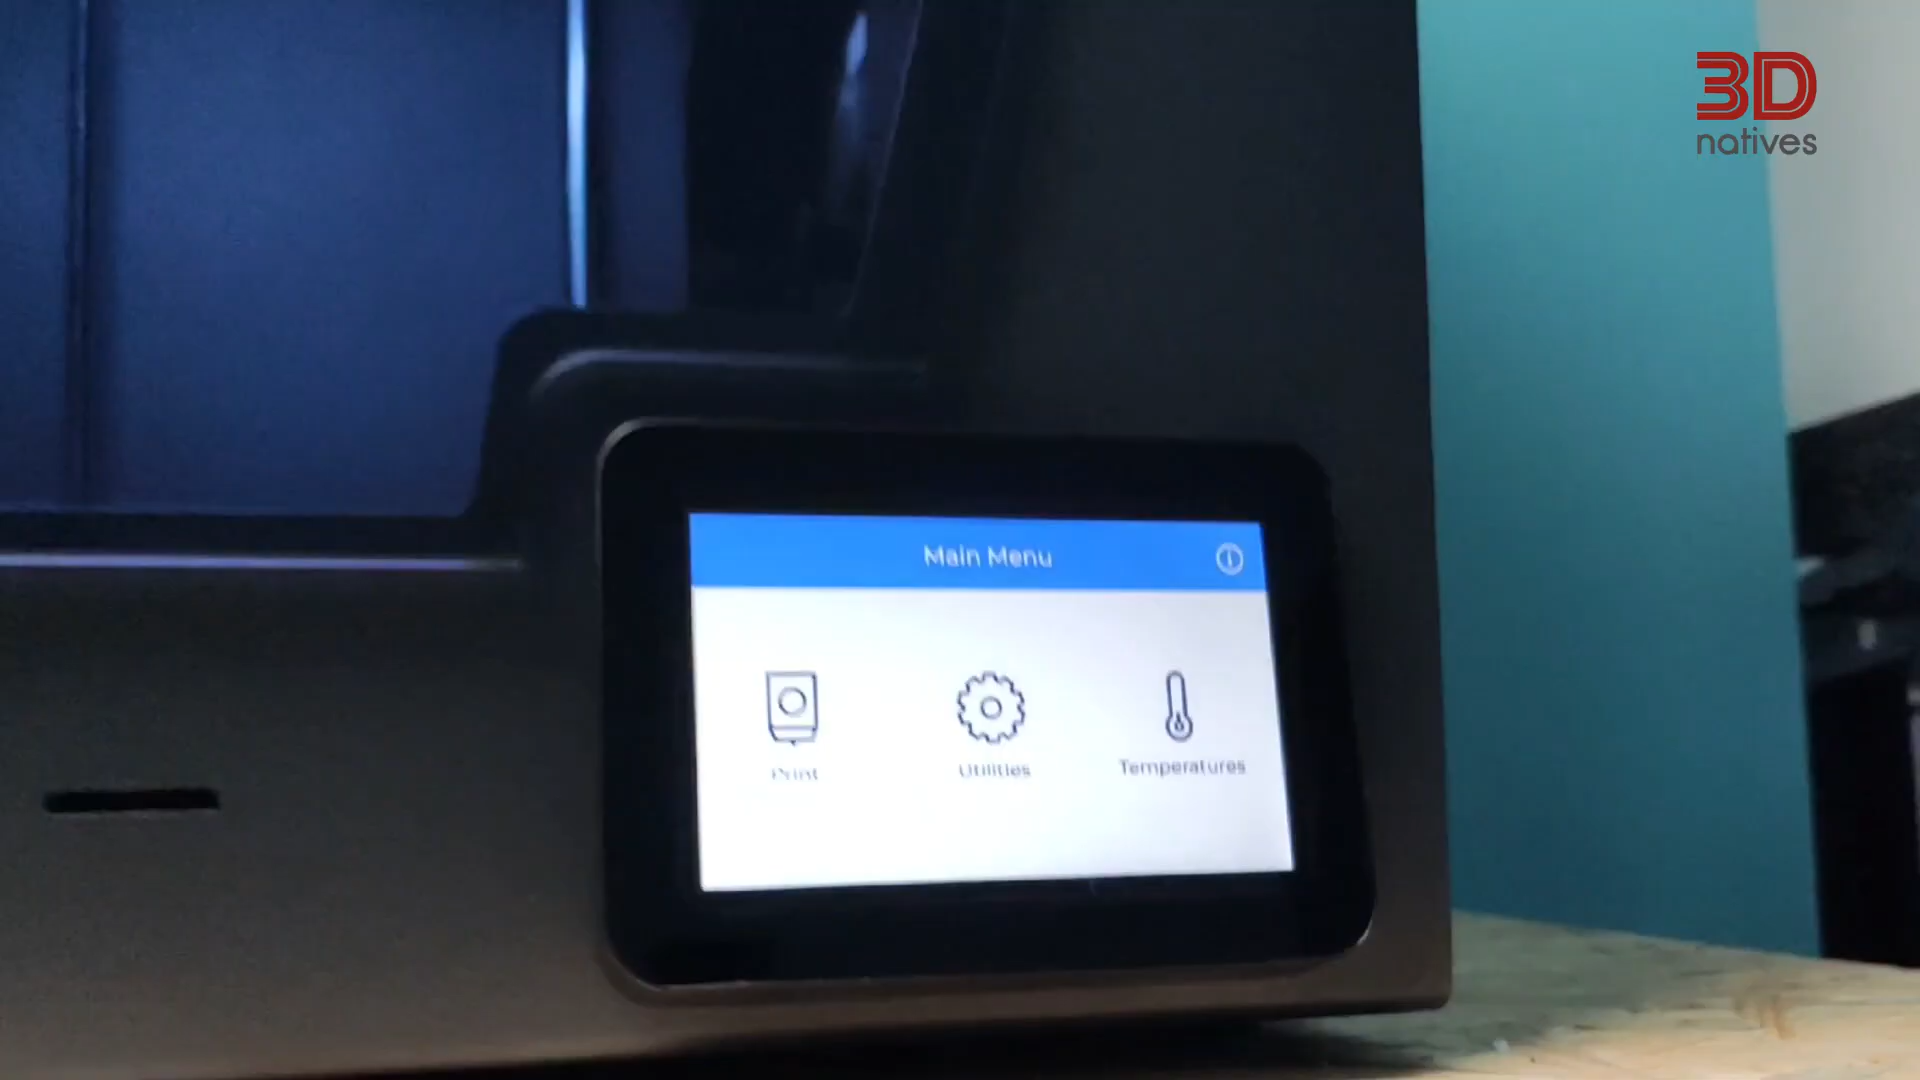 3D
natives
Main Menu
Print
Utilities
Temperatures